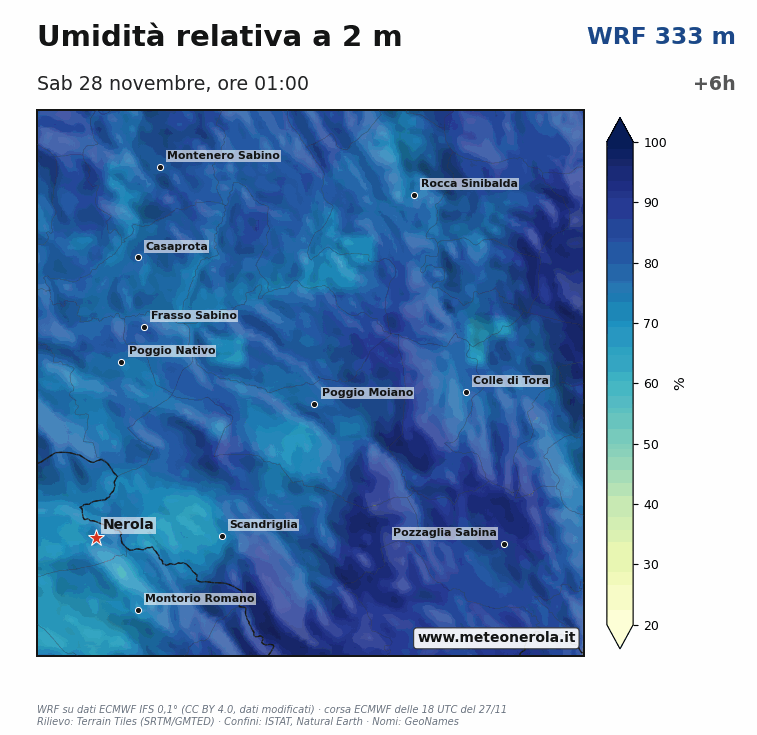 Umidità relativa a 2 m
WRF 333 m
Sab 28 novembre, ore 01:00
+6h
Montenero Sabino
Rocca Sinibalda
Casaprota
Frasso Sabino
Poggio Nativo
Colle di Tora
Poggio Moiano
Nerola
Scandriglia
Pozzaglia Sabina
Montorio Romano
www.meteonerola.it
100
90
80
70
60
50
40
30
20
%
WRF su dati ECMWF IFS 0,1° (CC BY 4.0, dati modificati) · corsa ECMWF delle 18 UTC del 27/11
Rilievo: Terrain Tiles (SRTM/GMTED) · Confini: ISTAT, Natural Earth · Nomi: GeoNames